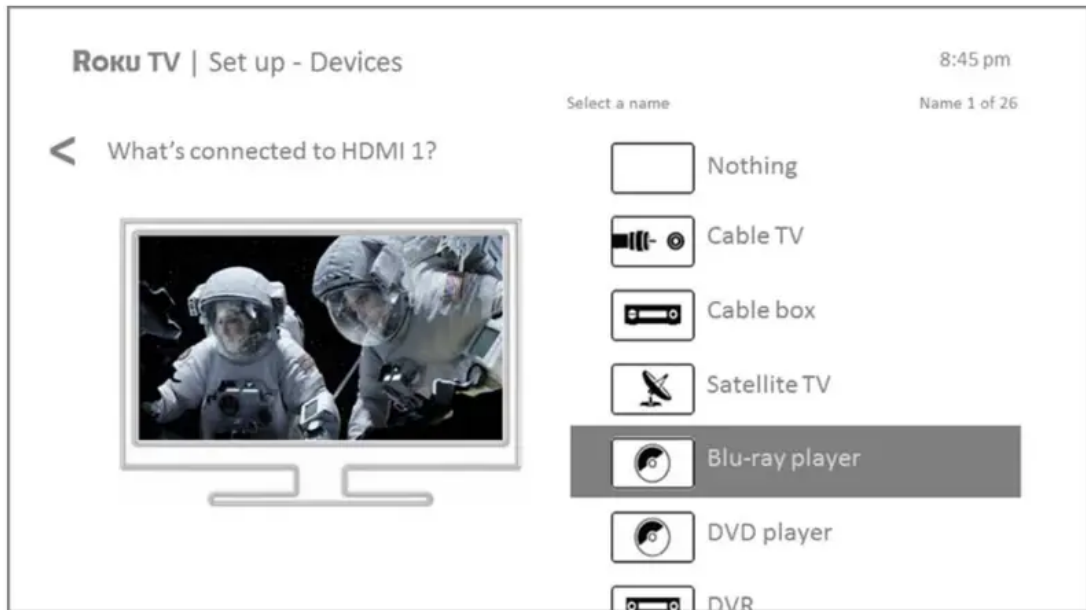 ROKU TV | Set up - Devices
8:45 pm
Select a name
Name 1 of 26
< What's connected to HDMI 1?
Nothing
Cable TV
Cable box
Satellite TV
Blu-ray player
DVD player
DVR